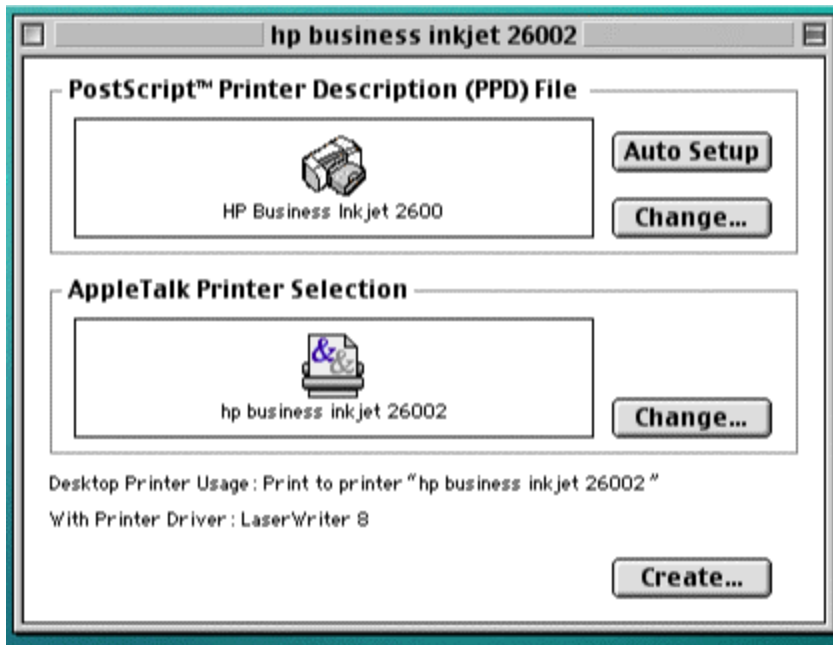 hp business inkjet 26002
PostScript™ Printer Description (PPD) File
HP Business Inkjet 2600
Auto Setup
Change...
AppleTalk Printer Selection
&&
hp business inkjet 26002
Change...
Desktop Printer Usage : Print to printer “hp business inkjet 26002”
With Printer Driver : LaserWriter 8
Create...